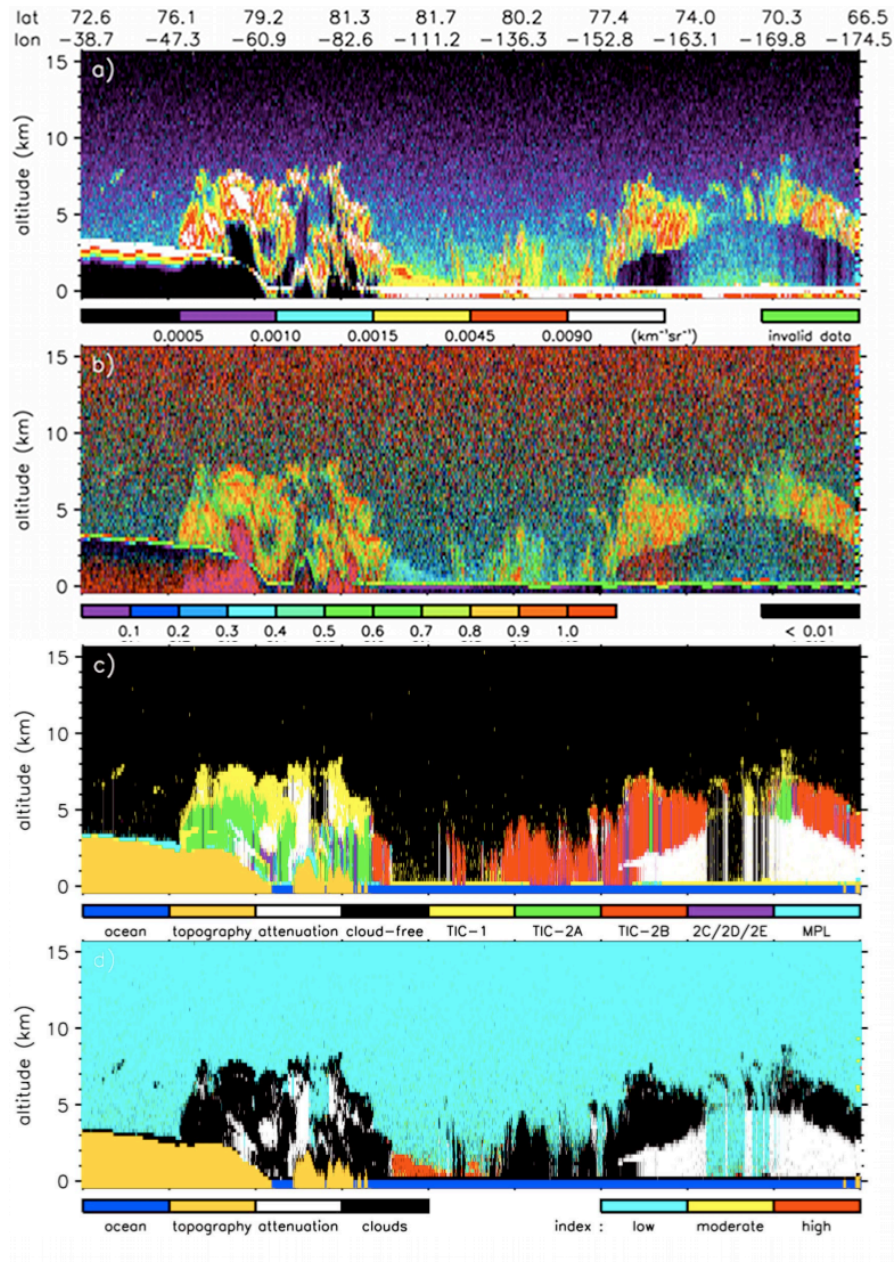 lat 72.6 76.1 79.2 81.3 81.7 80.2 77.4 74.0 70.3 66.5
lon −38.7 −47.3 −60.9 −82.6 −111.2 −136.3 −152.8 −163.1 −169.8 −174.5
a)
15
10
5
0
altitude (km)
0.0005 0.0010 0.0015 0.0045 0.0090 (km⁻¹sr⁻¹) invalid data
b)
15
10
5
0
altitude (km)
0.1 0.2 0.3 0.4 0.5 0.6 0.7 0.8 0.9 1.0 < 0.01
c)
15
10
5
0
altitude (km)
ocean topography attenuation cloud-free TIC-1 TIC-2A TIC-2B 2C/2D/2E MPL
d)
15
10
5
0
altitude (km)
ocean topography attenuation clouds index : low moderate high